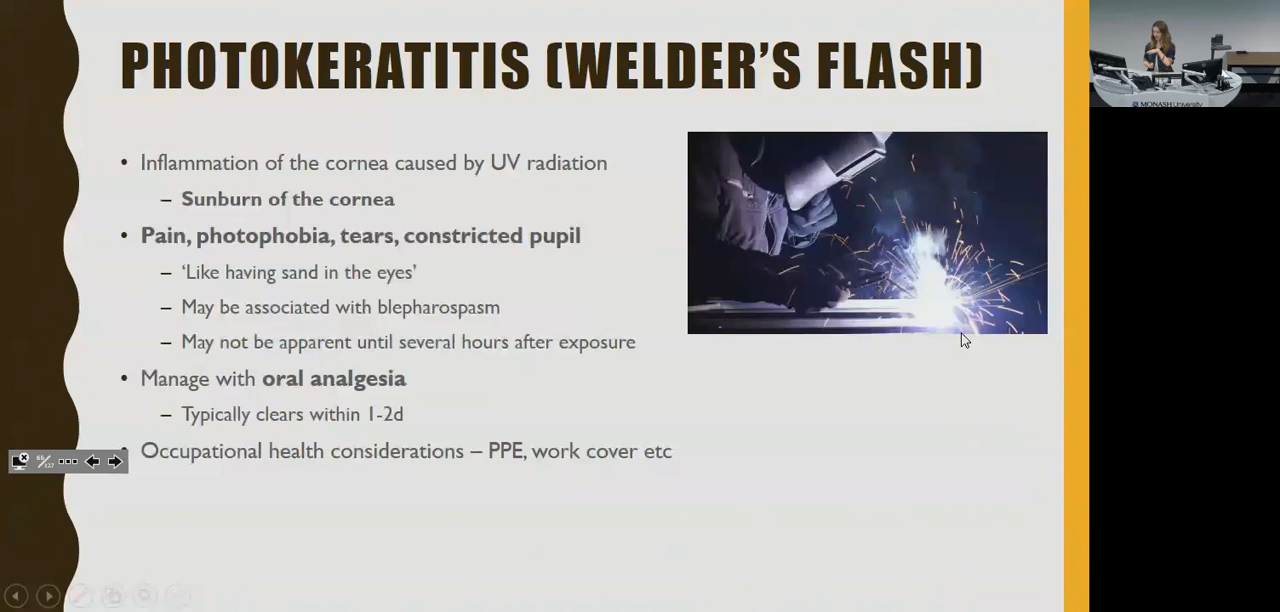 PHOTOKERATITIS (WELDER'S FLASH)
• Inflammation of the cornea caused by UV radiation
– Sunburn of the cornea
• Pain, photophobia, tears, constricted pupil
– ‘Like having sand in the eyes’
– May be associated with blepharospasm
– May not be apparent until several hours after exposure
• Manage with oral analgesia
– Typically clears within 1-2d
• Occupational health considerations – PPE, work cover etc
MONASH University